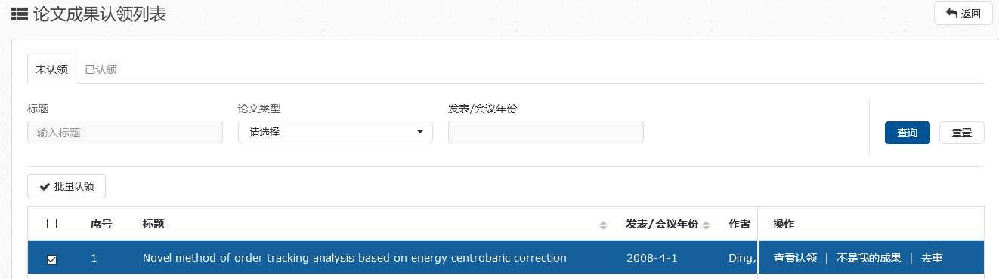 论文成果认领列表 返回
未认领 已认领
标题 论文类型 发表/会议年份
输入标题 请选择 查询 重置
批量认领
序号 标题 发表/会议年份 作者 操作
1 Novel method of order tracking analysis based on energy centrobaric correction 2008-4-1 Ding, 查看认领 | 不是我的成果 | 去重